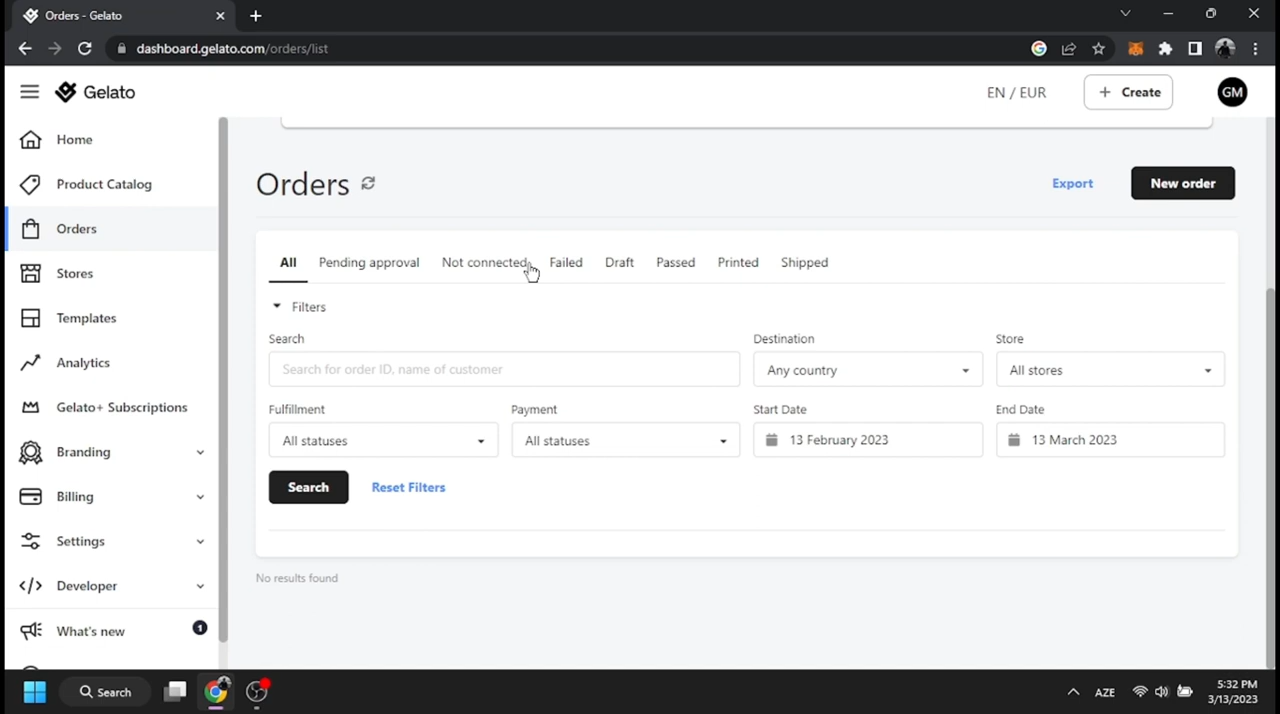 Orders - Gelato
dashboard.gelato.com/orders/list
Gelato
EN / EUR
+ Create
GM
Home
Product Catalog
Orders
Stores
Templates
Analytics
Gelato+ Subscriptions
Branding
Billing
Settings
Developer
What's new
1
Orders
Export
New order
All
Pending approval
Not connected
Failed
Draft
Passed
Printed
Shipped
Filters
Search
Destination
Store
Search for order ID, name of customer
Any country
All stores
Fulfillment
Payment
Start Date
End Date
All statuses
All statuses
13 February 2023
13 March 2023
Search
Reset Filters
No results found
Search
AZE
5:32 PM
3/13/2023